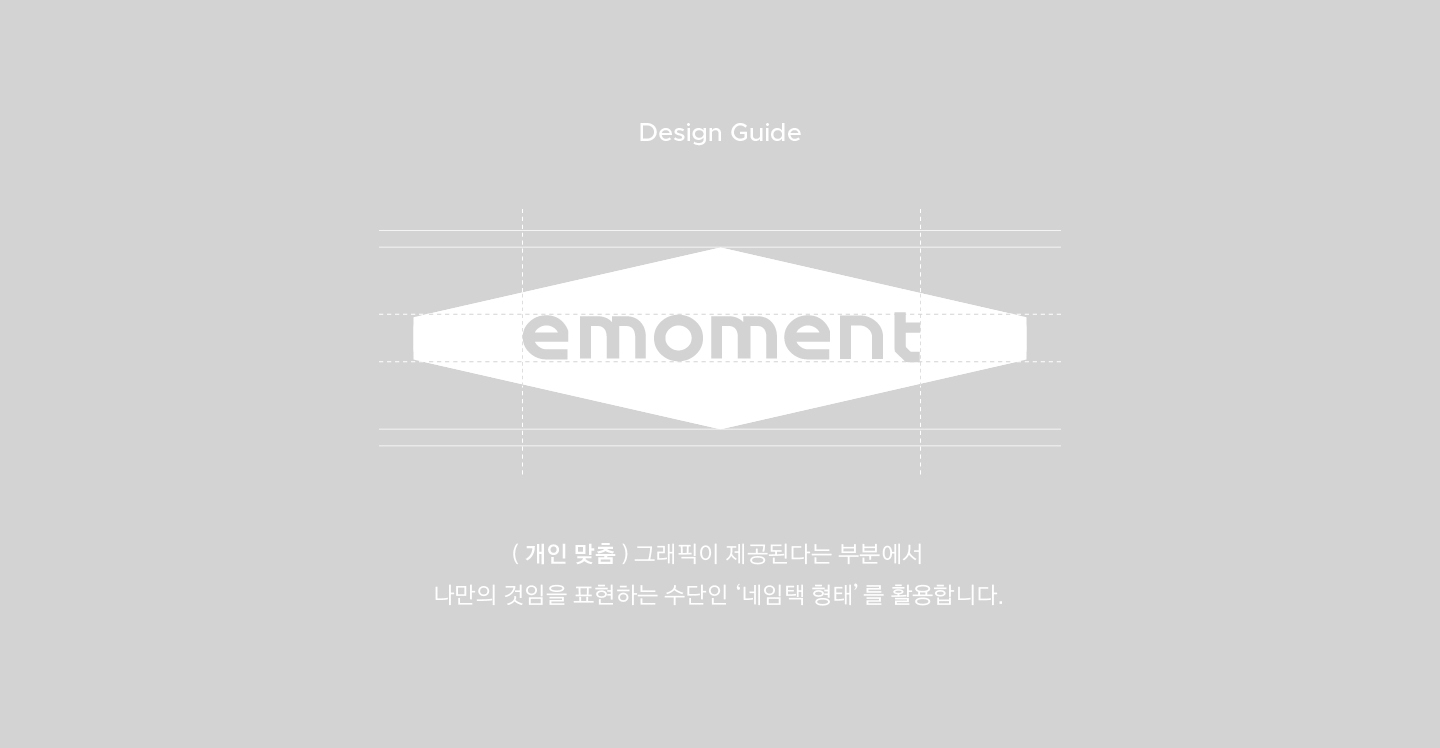 Design Guide
emoment
( 개인 맞춤 ) 그래픽이 제공된다는 부분에서
나만의 것임을 표현하는 수단인 ‘네임택 형태’ 를 활용합니다.